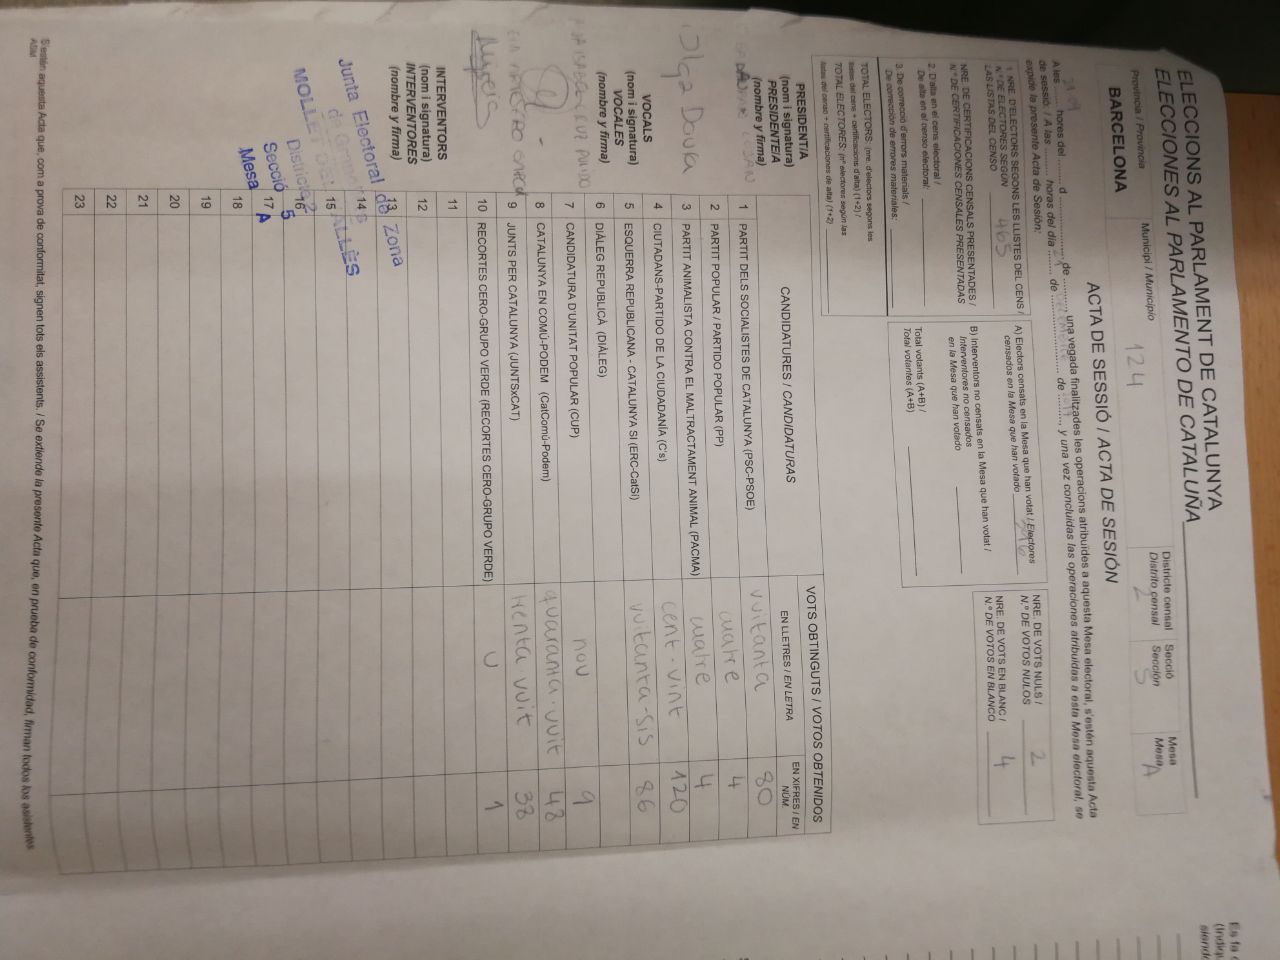 ELECCIONS AL PARLAMENT DE CATALUNYA
ELECCIONES AL PARLAMENTO DE CATALUÑA
Província / Provincia
BARCELONA
Municipi / Municipio
124
Districte censal
Distrito censal
2
Secció
Sección
5
Mesa
Mesa
A
ACTA DE SESSIÓ / ACTA DE SESIÓN
A les hores del d de una vegada finalitzades les operacions atribuïdes a aquesta Mesa electoral, s'estén aquesta Acta
de sessió. / A las horas del día de de y una vez concluidas las operaciones atribuidas a esta Mesa electoral, se
expide la presente Acta de Sesión:
1. NRE. D'ELECTORS SEGONS LES LLISTES DEL CENS /
N.º DE ELECTORES SEGÚN
LAS LISTAS DEL CENSO 465
NRE. DE CERTIFICACIONS CENSALS PRESENTADES /
N.º DE CERTIFICACIONES CENSALES PRESENTADAS
2. D'alta en el cens electoral /
De alta en el censo electoral:
3. De correcció d'errors materials /
De corrección de errores materiales:
TOTAL ELECTORS: (nre. d'electors segons les
llistes del cens + certificacions d'alta) (1+2) /
TOTAL ELECTORES: (nº electores según las
listas del censo + certificaciones de alta) (1+2)
A) Electors censats en la Mesa que han votat / Electores
censados en la Mesa que han votado 396
B) Interventors no censats en la Mesa que han votat /
Interventores no censados
en la Mesa que han votado
Total votants (A+B) /
Total votantes (A+B)
NRE. DE VOTS NULS /
N.º DE VOTOS NULOS 2
NRE. DE VOTS EN BLANC /
N.º DE VOTOS EN BLANCO 4
PRESIDENT/A
(nom i signatura)
PRESIDENTE/A
(nombre y firma)
VOCALS
(nom i signatura)
VOCALES
(nombre y firma)
INTERVENTORS
(nom i signatura)
INTERVENTORES
(nombre y firma)
CANDIDATURES / CANDIDATURAS
VOTS OBTINGUTS / VOTOS OBTENIDOS
EN LLETRES / EN LETRA
EN XIFRES / EN NÚM.
1 PARTIT DELS SOCIALISTES DE CATALUNYA (PSC-PSOE) vuitanta 80
2 PARTIT POPULAR / PARTIDO POPULAR (PP) cuatre 4
3 PARTIT ANIMALISTA CONTRA EL MALTRACTAMENT ANIMAL (PACMA) cuatre 4
4 CIUTADANS-PARTIDO DE LA CIUDADANÍA (C's) cent-vint 120
5 ESQUERRA REPUBLICANA - CATALUNYA SÍ (ERC-CatSí) vuitanta-sis 86
6 DIÀLEG REPUBLICÀ (DIÀLEG)
7 CANDIDATURA D'UNITAT POPULAR (CUP) nou 9
8 CATALUNYA EN COMÚ-PODEM (CatComú-Podem) quaranta-vuit 48
9 JUNTS PER CATALUNYA (JUNTSxCAT) trenta vuit 38
10 RECORTES CERO-GRUPO VERDE (RECORTES CERO-GRUPO VERDE) U 1
11
12
13
14
15
16
17
18
19
20
21
22
23
Junta Electoral de Zona
Districte 2
Secció 5
Mesa A
S'estén aquesta Acta que, com a prova de conformitat, signen tots els assistents. / Se extiende la presente Acta que, en prueba de conformidad, firman todos los asistentes